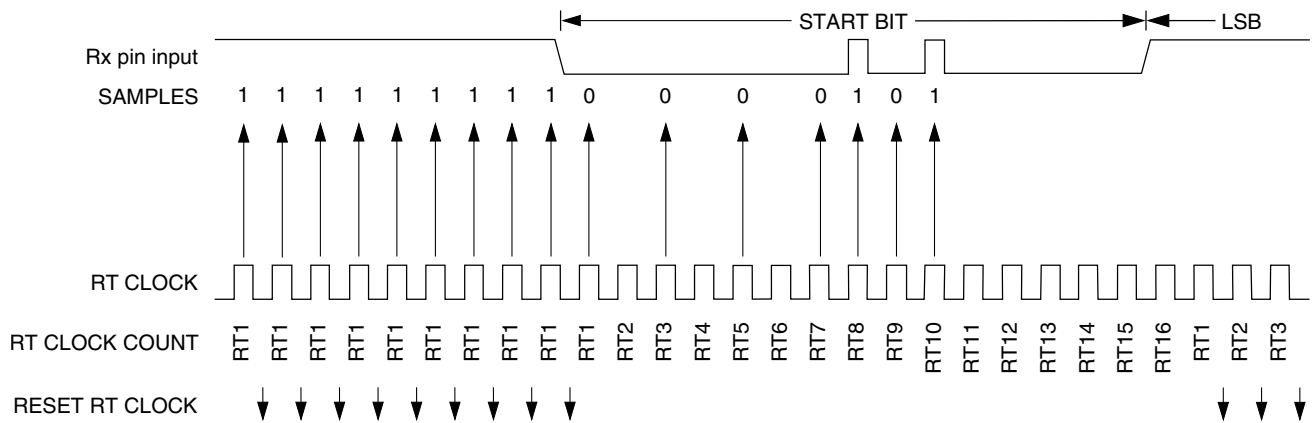 START BIT
LSB
Rx pin input
SAMPLES 1 1 1 1 1 1 1 1 1 0 0 0 0 1 0 1
RT CLOCK
RT CLOCK COUNT RT1 RT1 RT1 RT1 RT1 RT1 RT1 RT1 RT1 RT1 RT2 RT3 RT4 RT5 RT6 RT7 RT8 RT9 RT10 RT11 RT12 RT13 RT14 RT15 RT16 RT1 RT2 RT3
RESET RT CLOCK